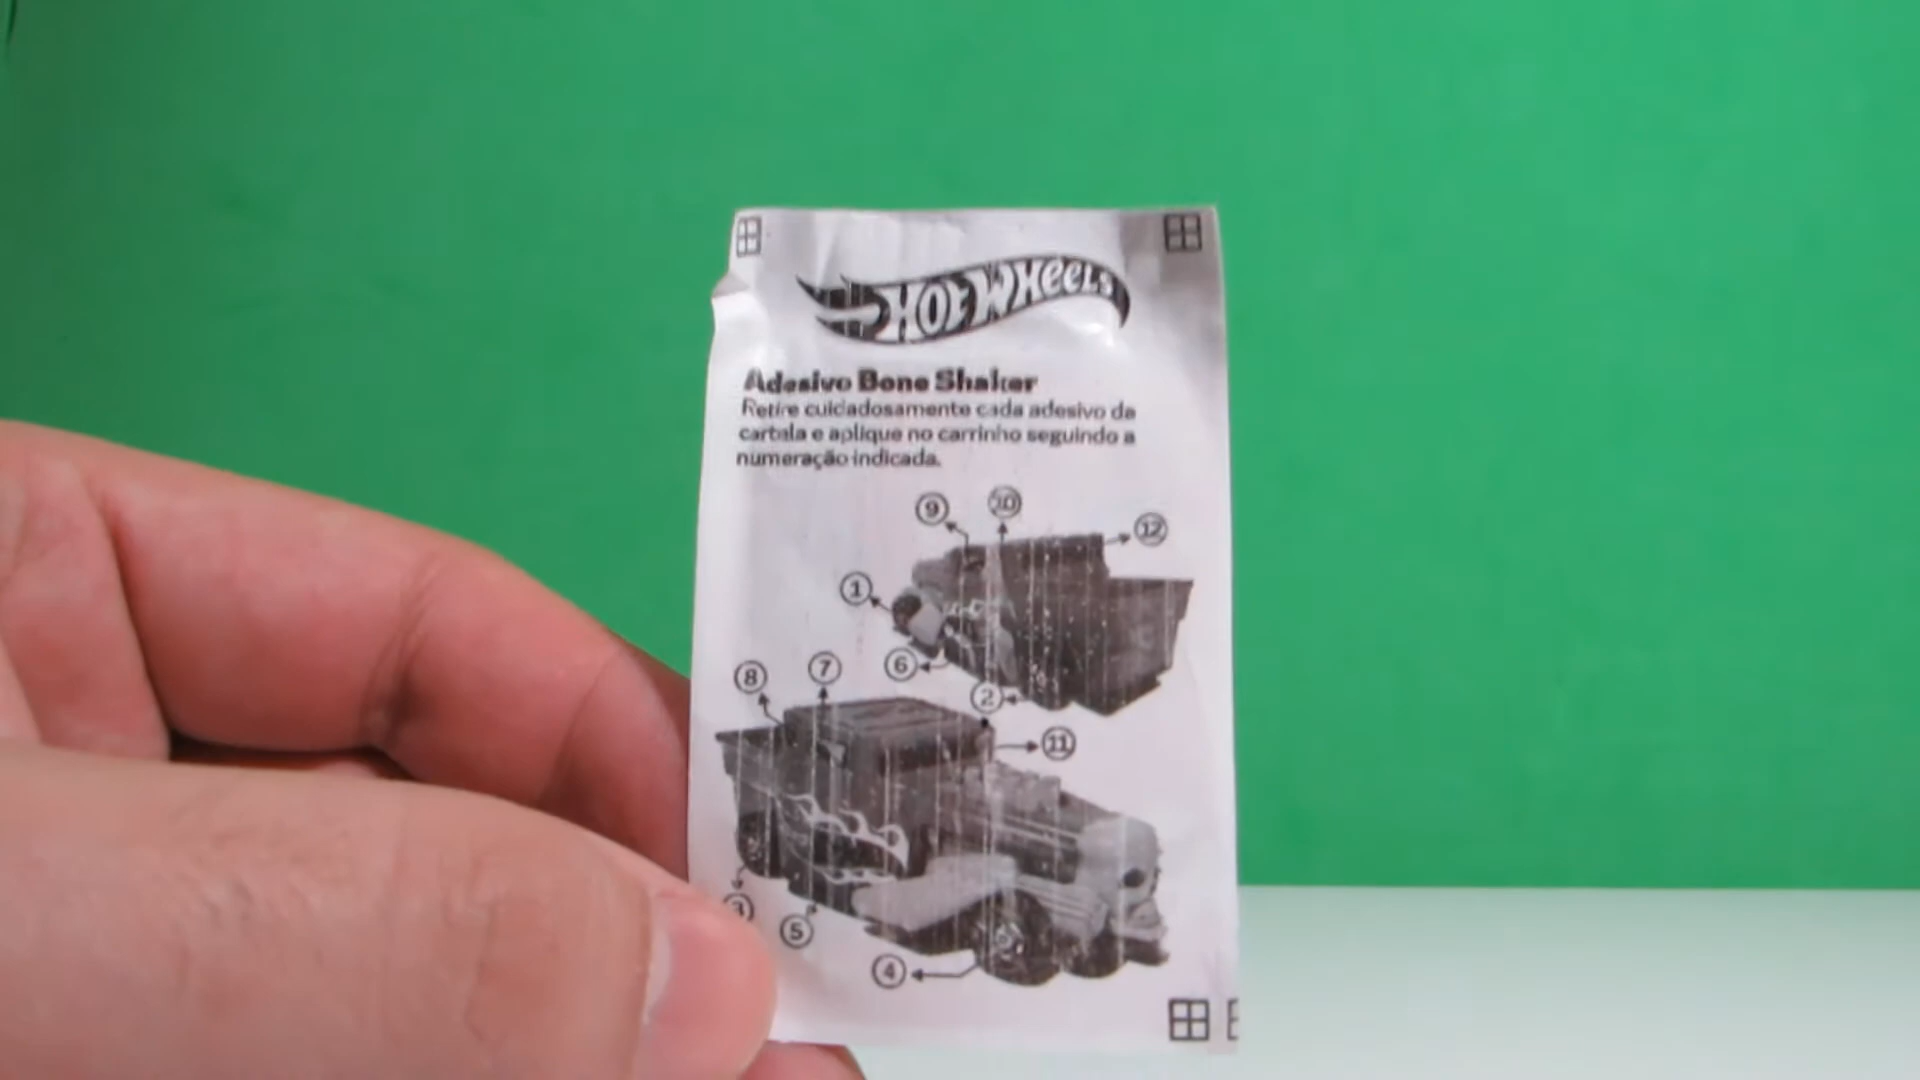 HOT WHEELS
Adesivo Bone Shaker
Retire cuidadosamente cada adesivo da
cartela e aplique no carrinho seguindo a
numeração indicada.
9 10 12
1
6
2
8 7
11
3
5
4